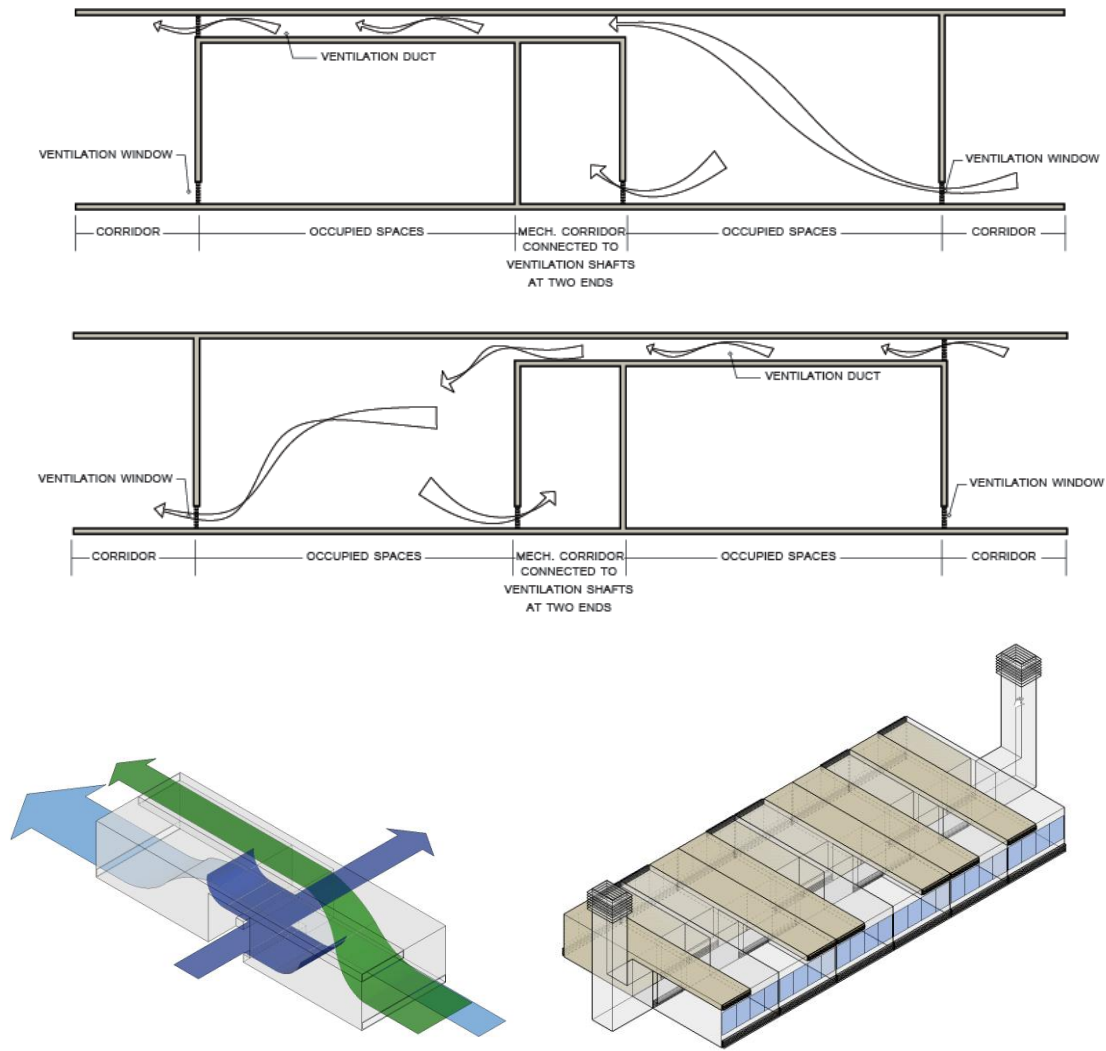 VENTILATION DUCT
VENTILATION WINDOW
VENTILATION WINDOW
CORRIDOR
OCCUPIED SPACES
MECH. CORRIDOR
CONNECTED TO
VENTILATION SHAFTS
AT TWO ENDS
OCCUPIED SPACES
CORRIDOR
VENTILATION DUCT
VENTILATION WINDOW
VENTILATION WINDOW
CORRIDOR
OCCUPIED SPACES
MECH. CORRIDOR
CONNECTED TO
VENTILATION SHAFTS
AT TWO ENDS
OCCUPIED SPACES
CORRIDOR